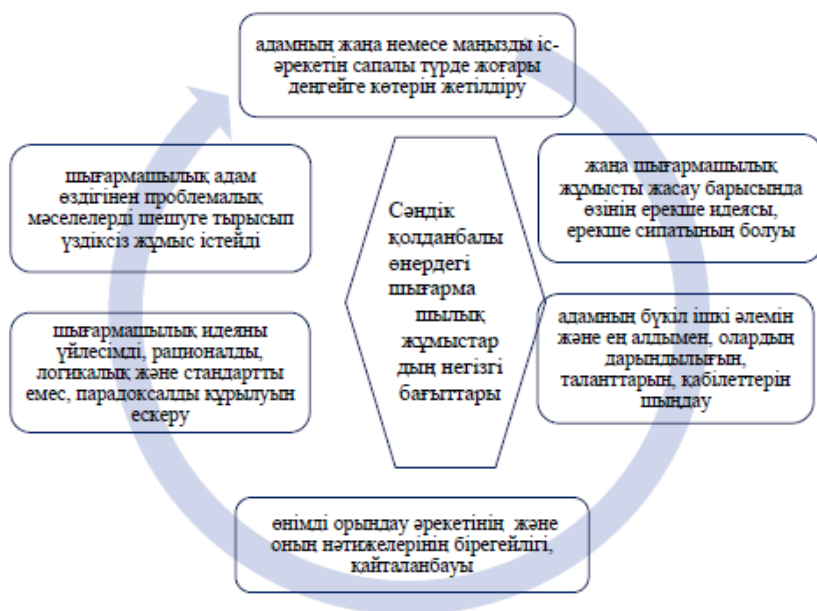 адамның жаңа немесе маңызды іс-
әрекетін сапалы түрде жоғары
деңгейге көтерін жетілдіру
жаңа шығармашылық
жұмысты жасау барысында
өзінің ерекше идеясы,
ерекше сипатының болуы
адамның бүкіл ішкі әлемін
және ең алдымен, олардың
дарындылығын,
таланттарын, қабілеттерін
шыңдау
өнімді орындау әрекетінің және
оның нәтижелерінің бірегейлігі,
қайталанбауы
шығармашылық идеяны
үйлесімді, рационалды,
логикалық және стандартты
емес, парадоксалды құрылуын
ескеру
шығармашылық адам
өздігінен проблемалық
мәселелерді шешуге тырысып
үздіксіз жұмыс істейді
Сәндік
қолданбалы
өнердегі
шығарма
шылық
жұмыстар
дың негізгі
бағыттары